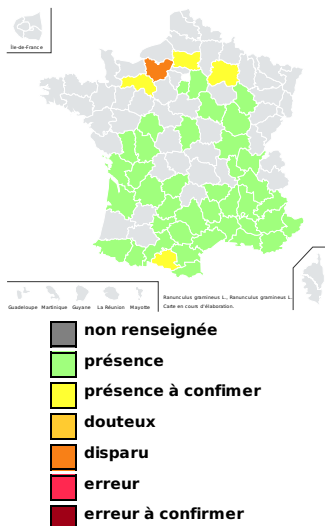 Île-de-France
Guadeloupe Martinique Guyane La Réunion Mayotte
Ranunculus gramineus L., Ranunculus gramineus L.
Carte en cours d'élaboration.
non renseignée
présence
présence à confimer
douteux
disparu
erreur
erreur à confirmer